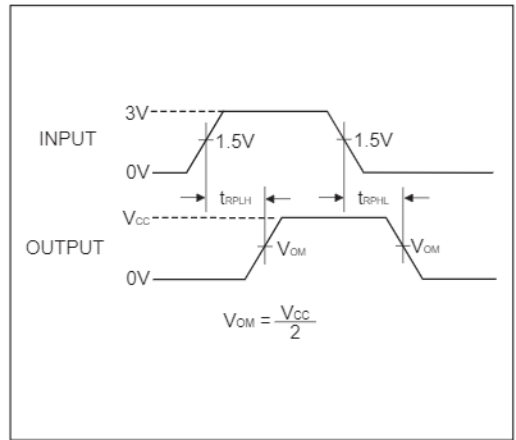 3V
INPUT
1.5V 1.5V
0V
tRPLH tRPHL
VCC
OUTPUT
VOM VOM
0V
VOM = VCC
2